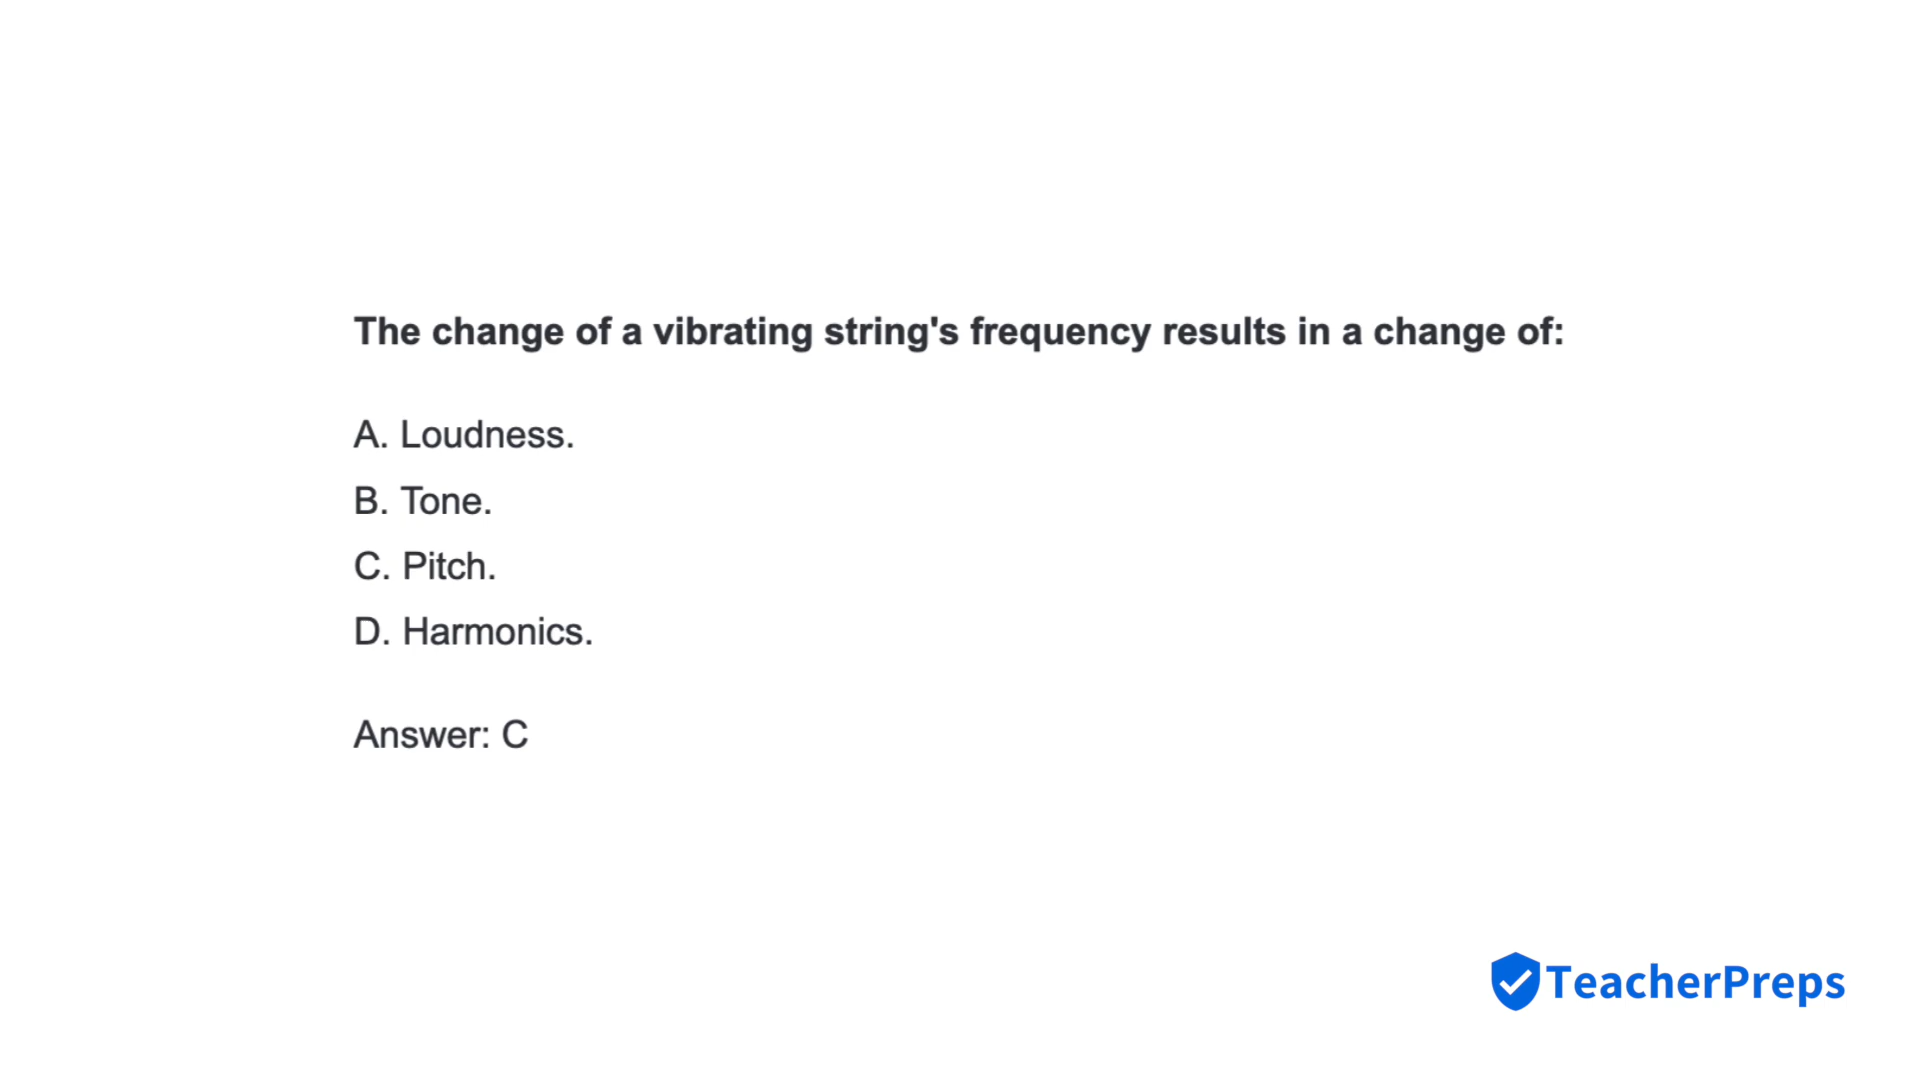 The change of a vibrating string's frequency results in a change of:
A. Loudness.
B. Tone.
C. Pitch.
D. Harmonics.
Answer: C
TeacherPreps